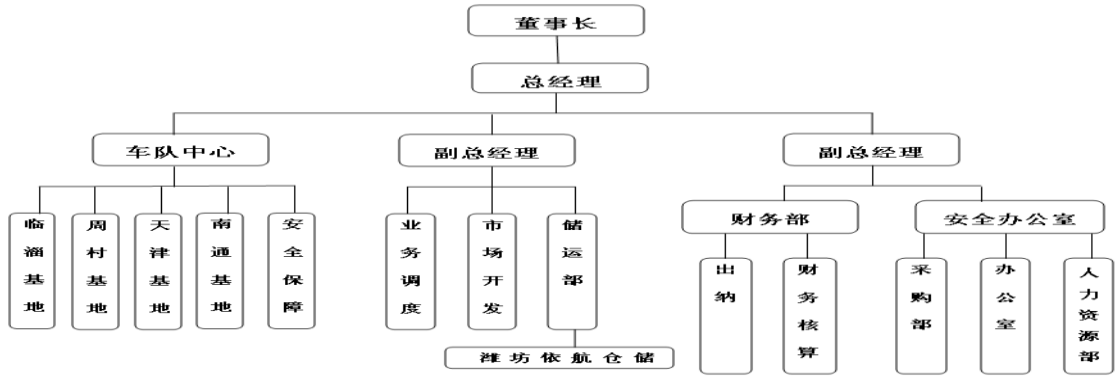 董事长
总经理
车队中心
副总经理
副总经理
财务部
安全办公室
临淄基地
周村基地
天津基地
南通基地
安全保障
业务调度
市场开发
储运部
出纳
财务核算
采购部
办公室
人力资源部
潍坊依航仓储